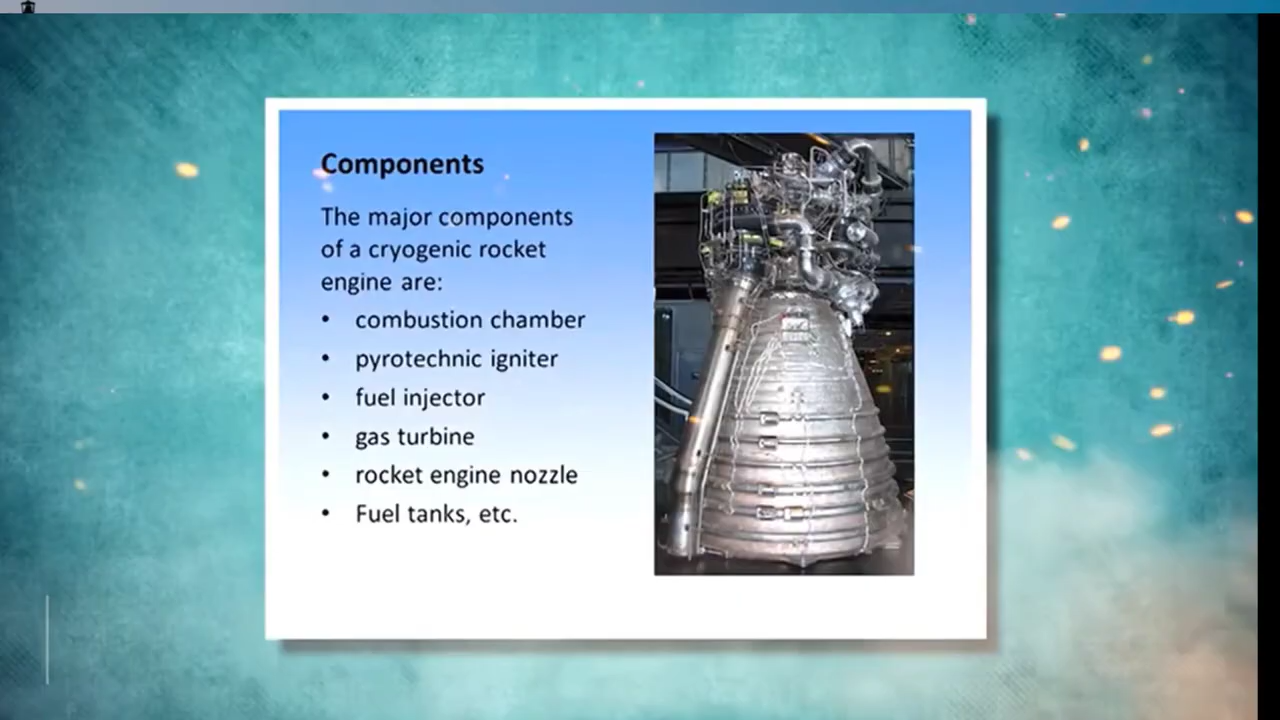 Components
The major components
of a cryogenic rocket
engine are:
• combustion chamber
• pyrotechnic igniter
• fuel injector
• gas turbine
• rocket engine nozzle
• Fuel tanks, etc.